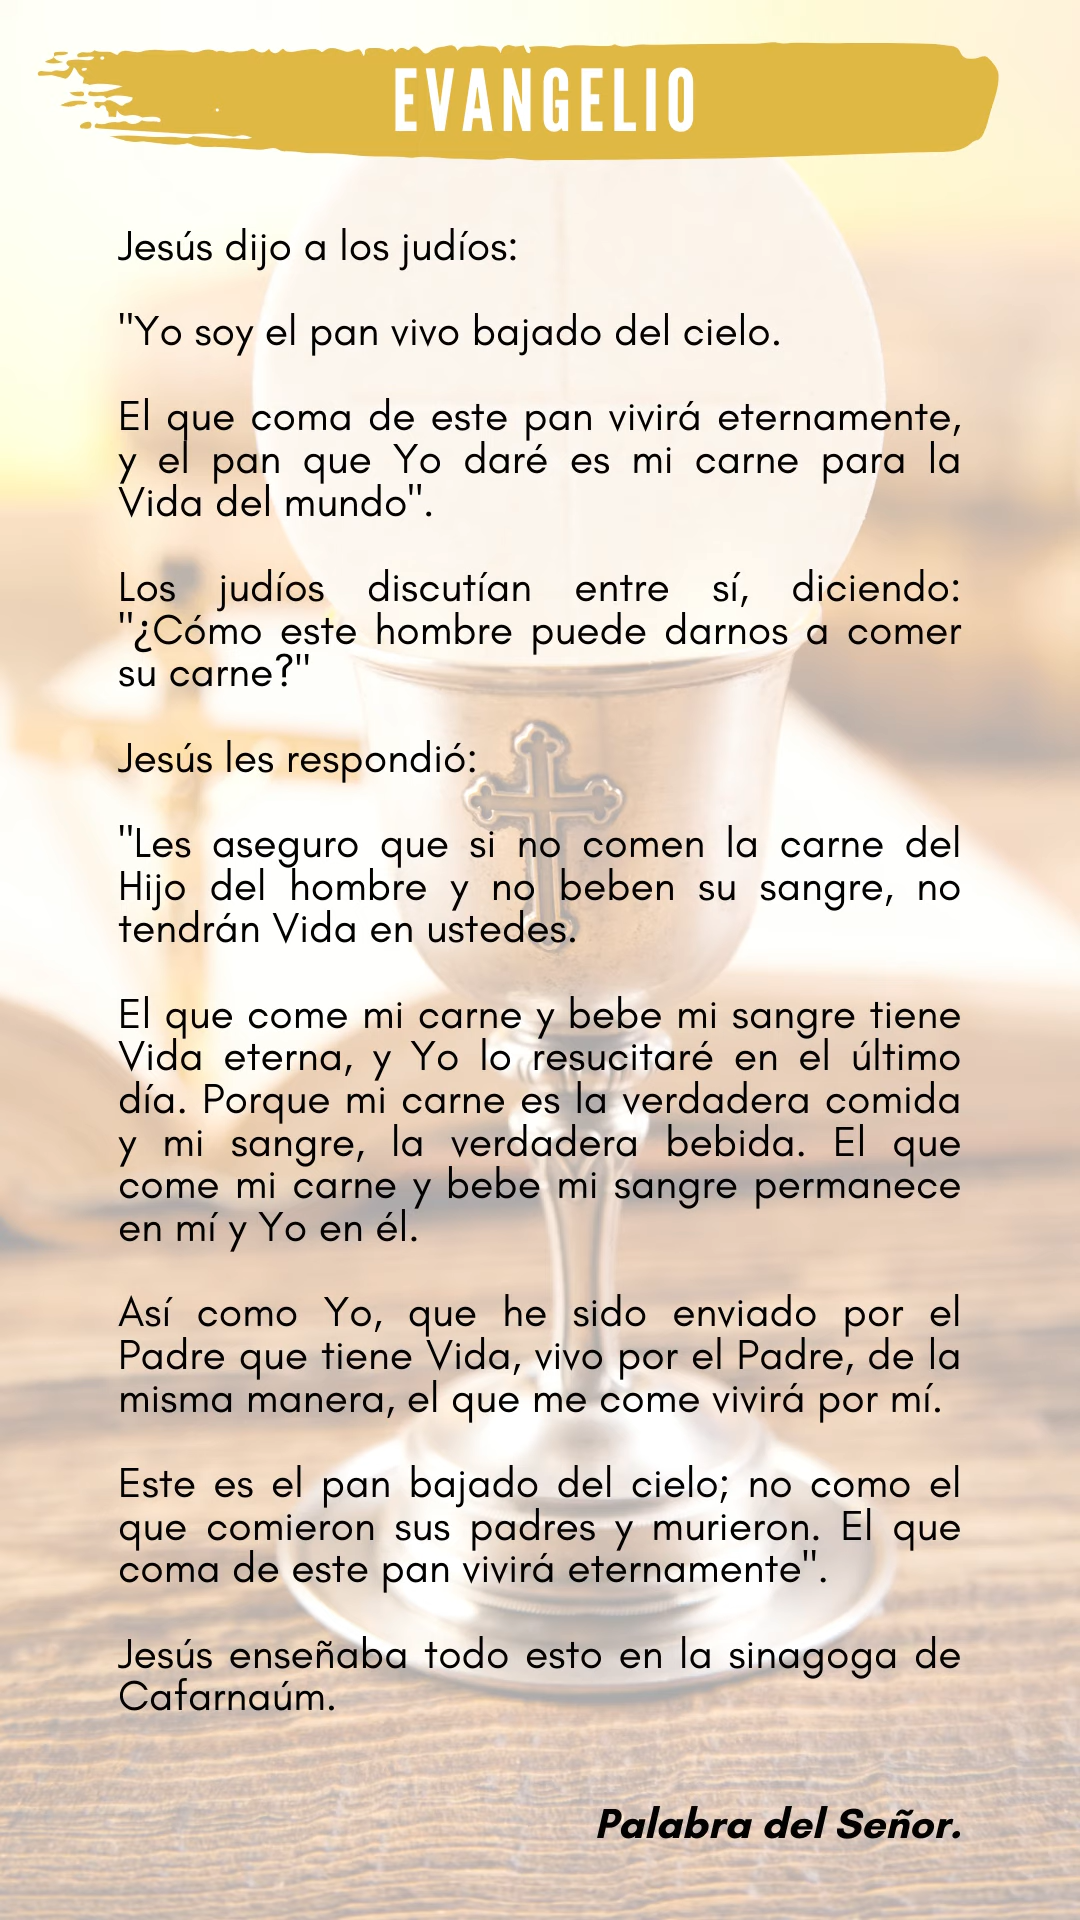 EVANGELIO
Jesús dijo a los judíos:
"Yo soy el pan vivo bajado del cielo.
El que coma de este pan vivirá eternamente,
y el pan que Yo daré es mi carne para la
Vida del mundo".
Los judíos discutían entre sí, diciendo:
"¿Cómo este hombre puede darnos a comer
su carne?"
Jesús les respondió:
"Les aseguro que si no comen la carne del
Hijo del hombre y no beben su sangre, no
tendrán Vida en ustedes.
El que come mi carne y bebe mi sangre tiene
Vida eterna, y Yo lo resucitaré en el último
día. Porque mi carne es la verdadera comida
y mi sangre, la verdadera bebida. El que
come mi carne y bebe mi sangre permanece
en mí y Yo en él.
Así como Yo, que he sido enviado por el
Padre que tiene Vida, vivo por el Padre, de la
misma manera, el que me come vivirá por mí.
Este es el pan bajado del cielo; no como el
que comieron sus padres y murieron. El que
coma de este pan vivirá eternamente".
Jesús enseñaba todo esto en la sinagoga de
Cafarnaúm.
Palabra del Señor.